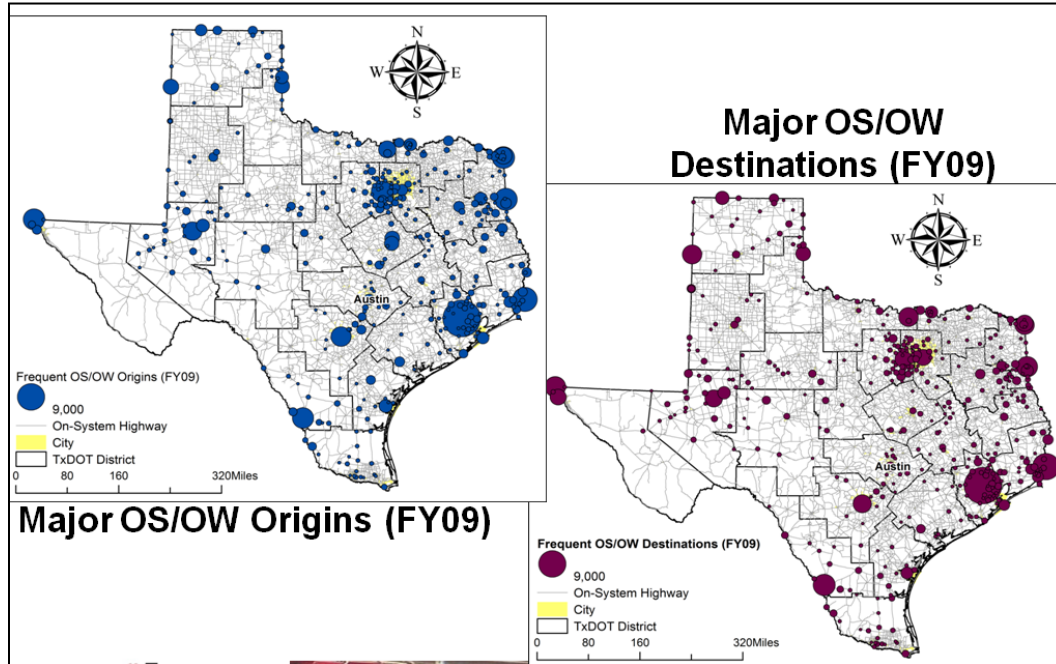 N
W E
S
Austin
Frequent OS/OW Origins (FY09)
9,000
On-System Highway
City
TxDOT District
0 80 160 320Miles
Major OS/OW Origins (FY09)
Major OS/OW
Destinations (FY09)
N
W E
S
Austin
Frequent OS/OW Destinations (FY09)
9,000
On-System Highway
City
TxDOT District
0 80 160 320Miles